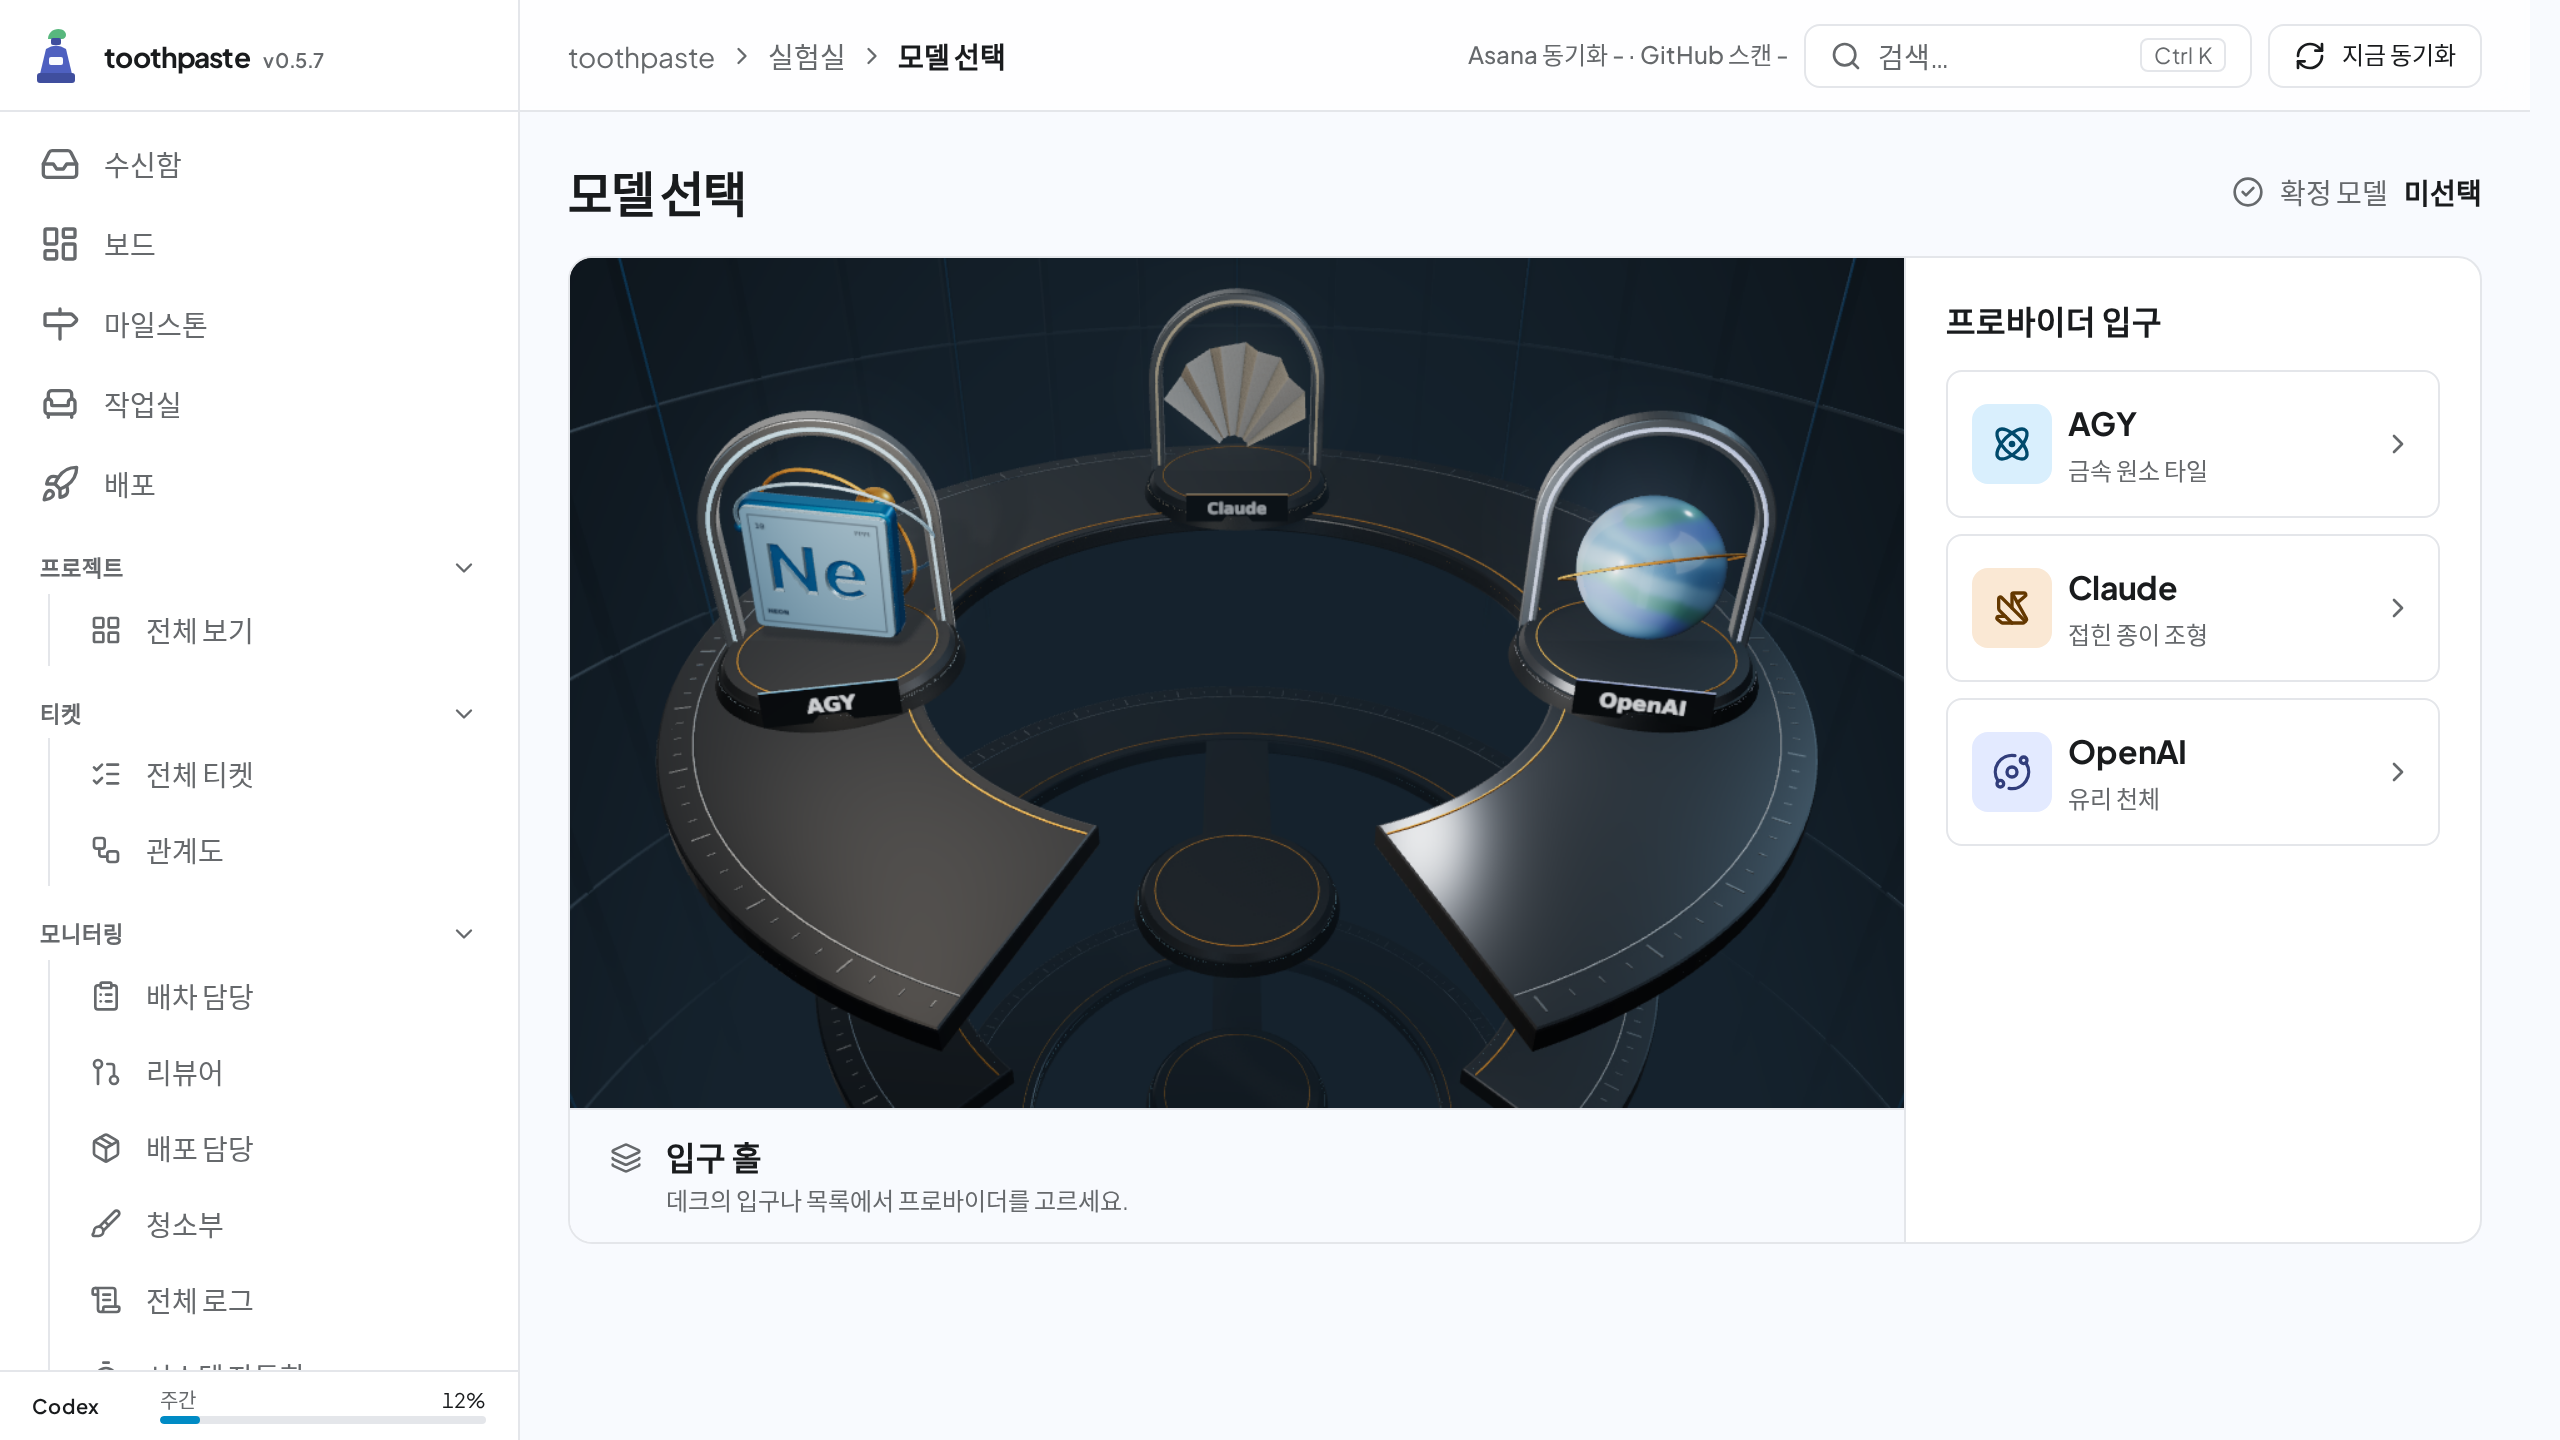 toothpaste v0.5.7
수신함
보드
마일스톤
작업실
배포
프로젝트
전체 보기
티켓
전체 티켓
관계도
모니터링
배차 담당
리뷰어
배포 담당
청소부
전체 로그
Codex
주간
12%
toothpaste > 실험실 > 모델 선택
Asana 동기화 - · GitHub 스캔 -
검색...
Ctrl K
지금 동기화
모델 선택
확정 모델 미선택
Claude
Ne
NEON
AGY
OpenAI
입구 홀
데크의 입구나 목록에서 프로바이더를 고르세요.
프로바이더 입구
AGY
금속 원소 타일
Claude
접힌 종이 조형
OpenAI
유리 천체